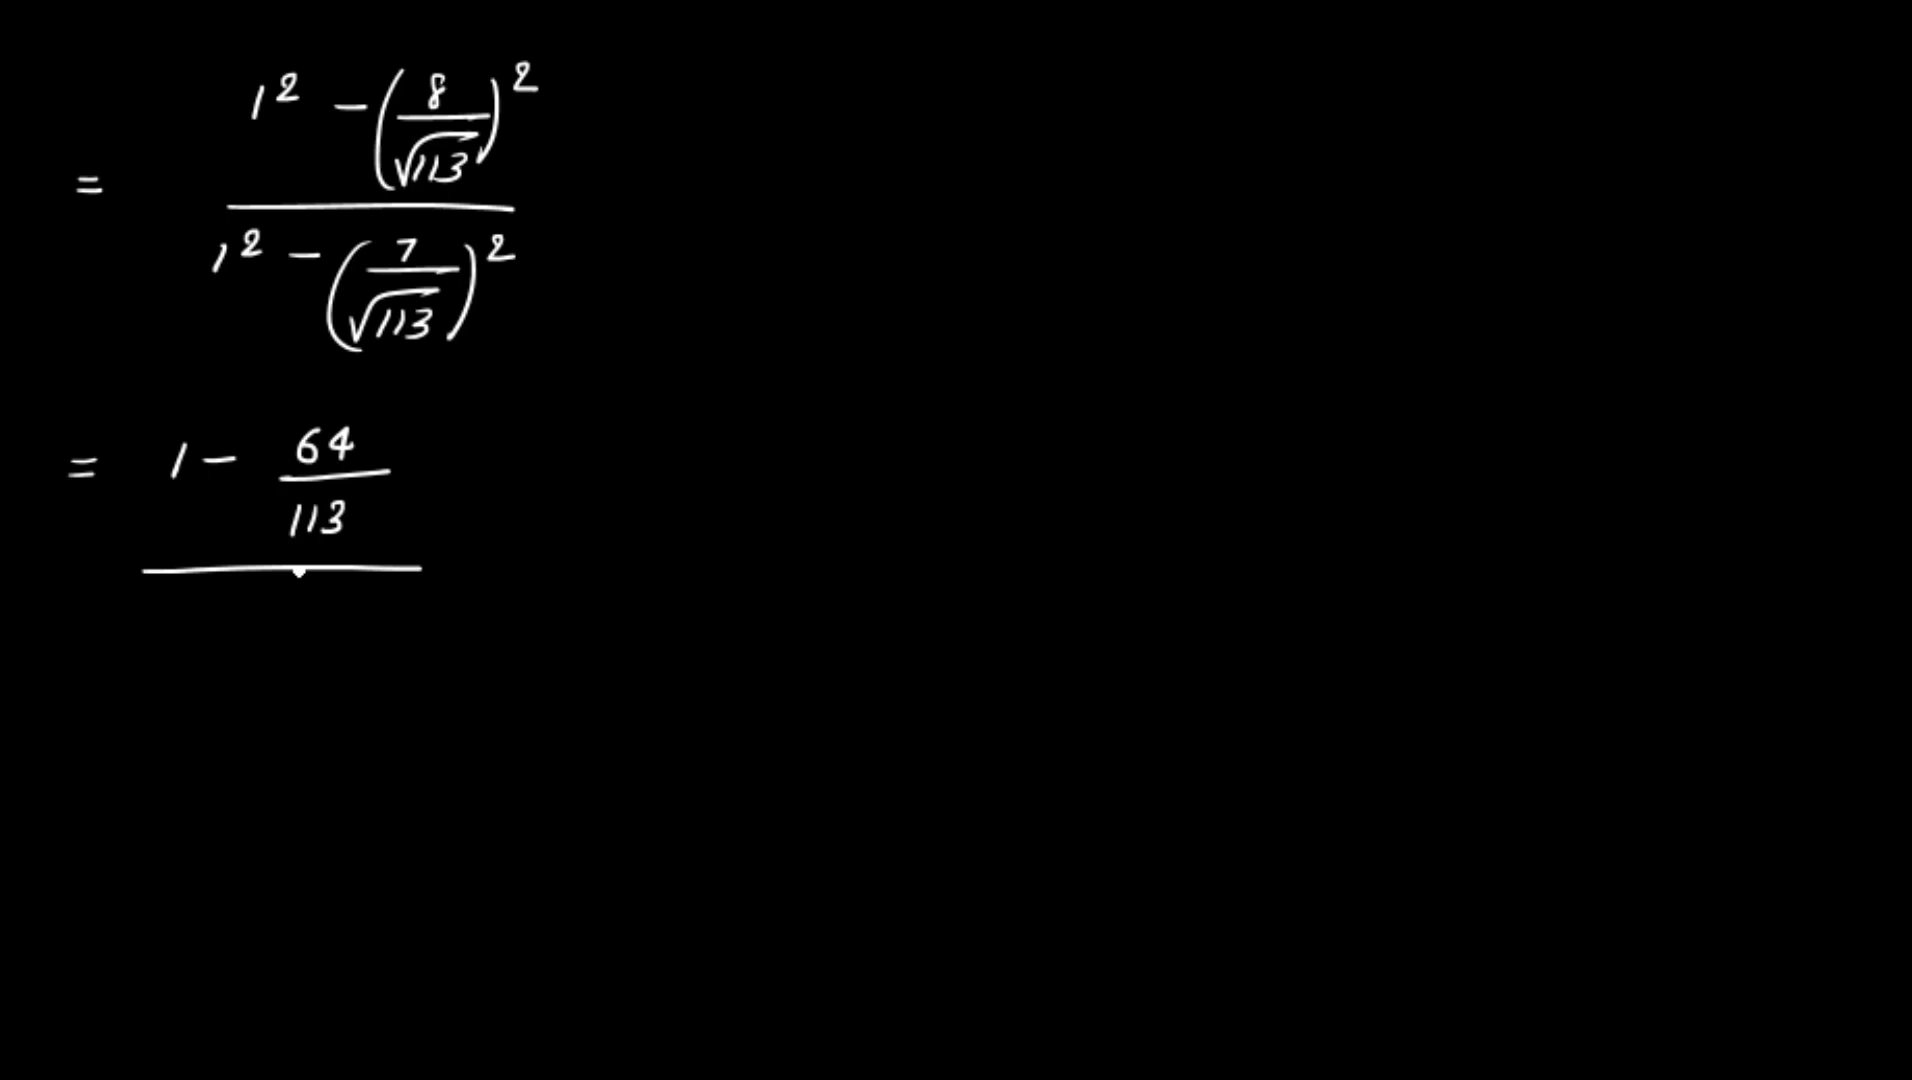 = (1² - (8/√113)²) / (1² - (7/√113)²)
= 1 - 64/113